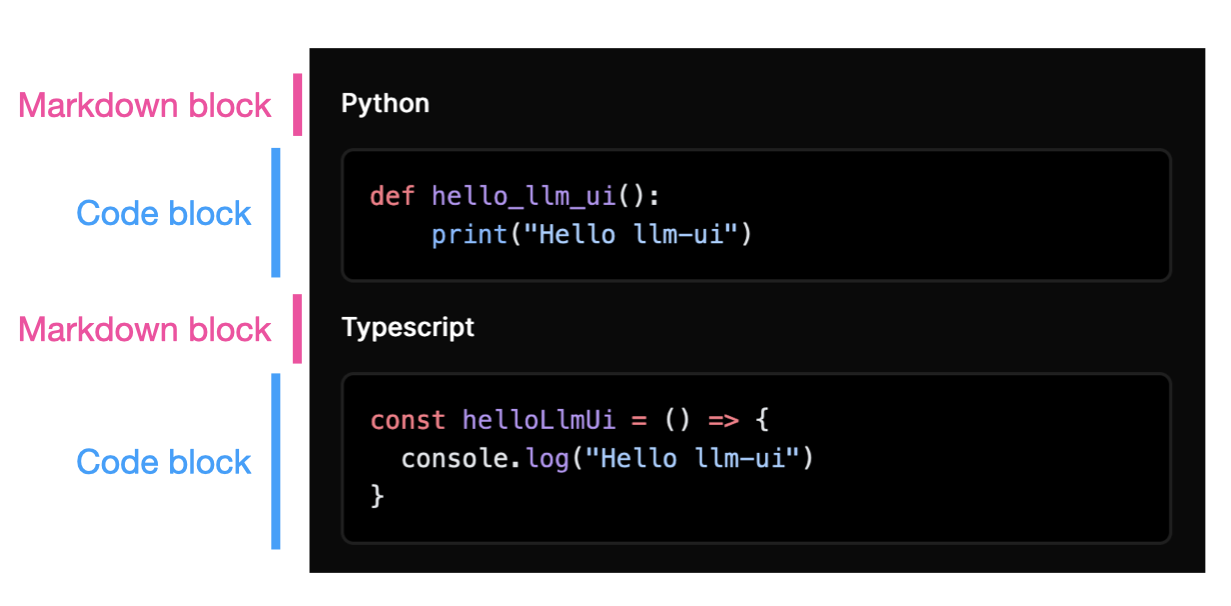 Markdown block
Python
Code block
def hello_llm_ui():
    print("Hello llm-ui")
Markdown block
Typescript
Code block
const helloLlmUi = () => {
  console.log("Hello llm-ui")
}